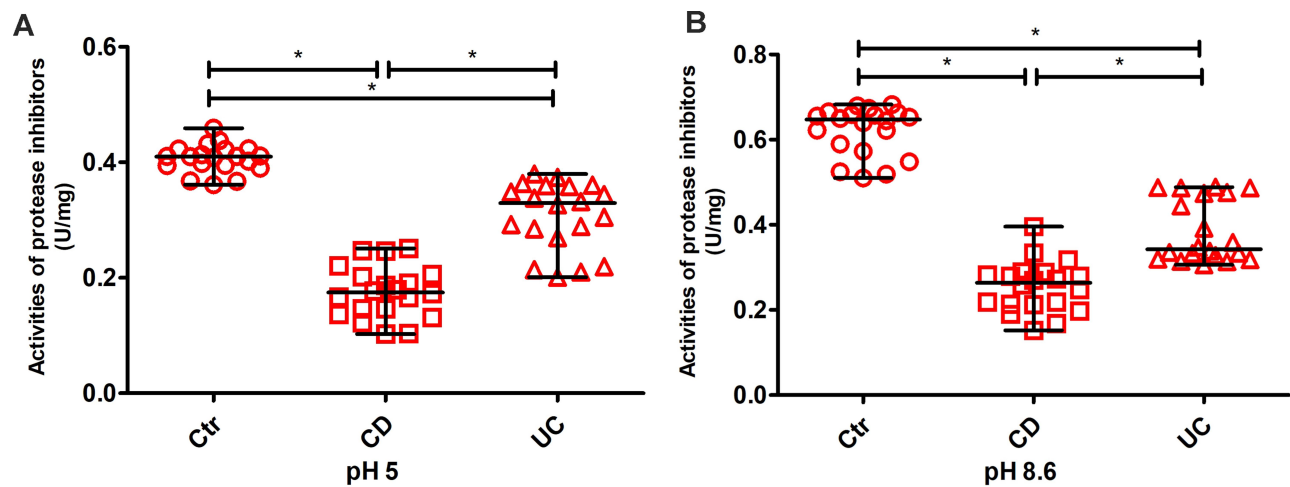 A
Activities of protease inhibitors
(U/mg)
0.6
0.4
0.2
0.0
*
*
*
Ctr
CD
UC
pH 5
B
Activities of protease inhibitors
(U/mg)
0.8
0.6
0.4
0.2
0.0
*
*
*
Ctr
CD
UC
pH 8.6